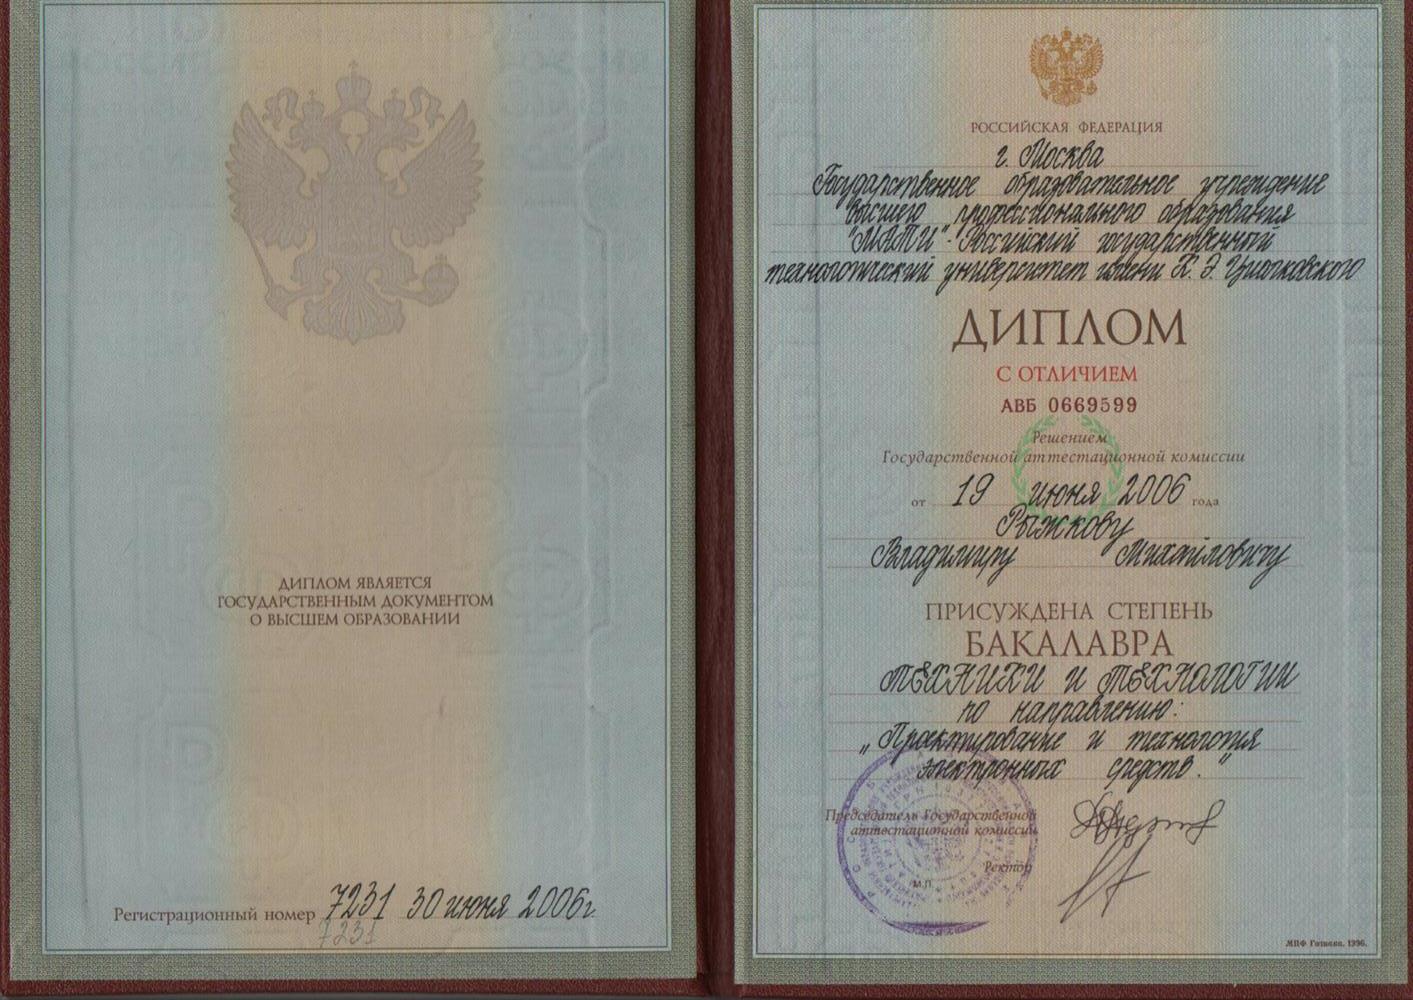 ДИПЛОМ ЯВЛЯЕТСЯ
ГОСУДАРСТВЕННЫМ ДОКУМЕНТОМ
О ВЫСШЕМ ОБРАЗОВАНИИ
Регистрационный номер 7231 30 июня 2006г.
7231
РОССИЙСКАЯ ФЕДЕРАЦИЯ
г. Москва
Государственное образовательное учреждение
высшего профессионального образования
"МАТИ"-Российский государственный
технологический университет имени К. Э. Циолковского
ДИПЛОМ
С ОТЛИЧИЕМ
АВБ 0669599
Решением
Государственной аттестационной комиссии
от 19 июня 2006 года
Рыжкову
Владимиру Михайловичу
ПРИСУЖДЕНА СТЕПЕНЬ
БАКАЛАВРА
ТЕХНИКИ И ТЕХНОЛОГИИ
по направлению:
„Проектирование и технология
электронных средств."
Председатель Государственной
аттестационной комиссии
Ректор
М.П.
МПФ Гознака. 1996.